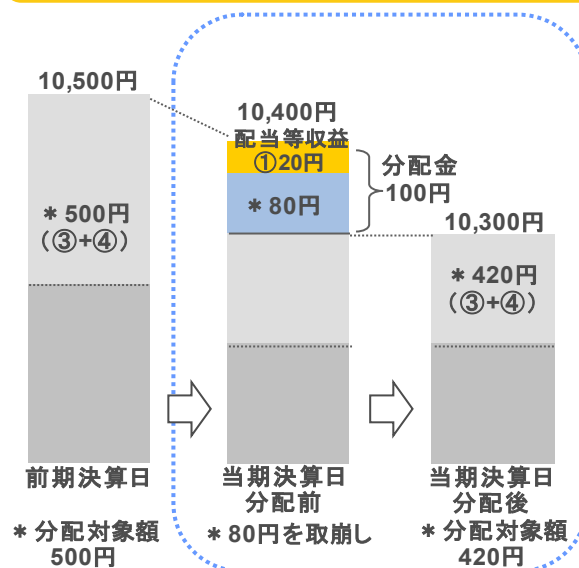 10,500円
10,400円
配当等収益
①20円
分配金
100円
＊500円
（③+④）
＊80円
10,300円
＊420円
（③+④）
前期決算日
当期決算日
分配前
当期決算日
分配後
＊分配対象額
500円
＊80円を取崩し
＊分配対象額
420円